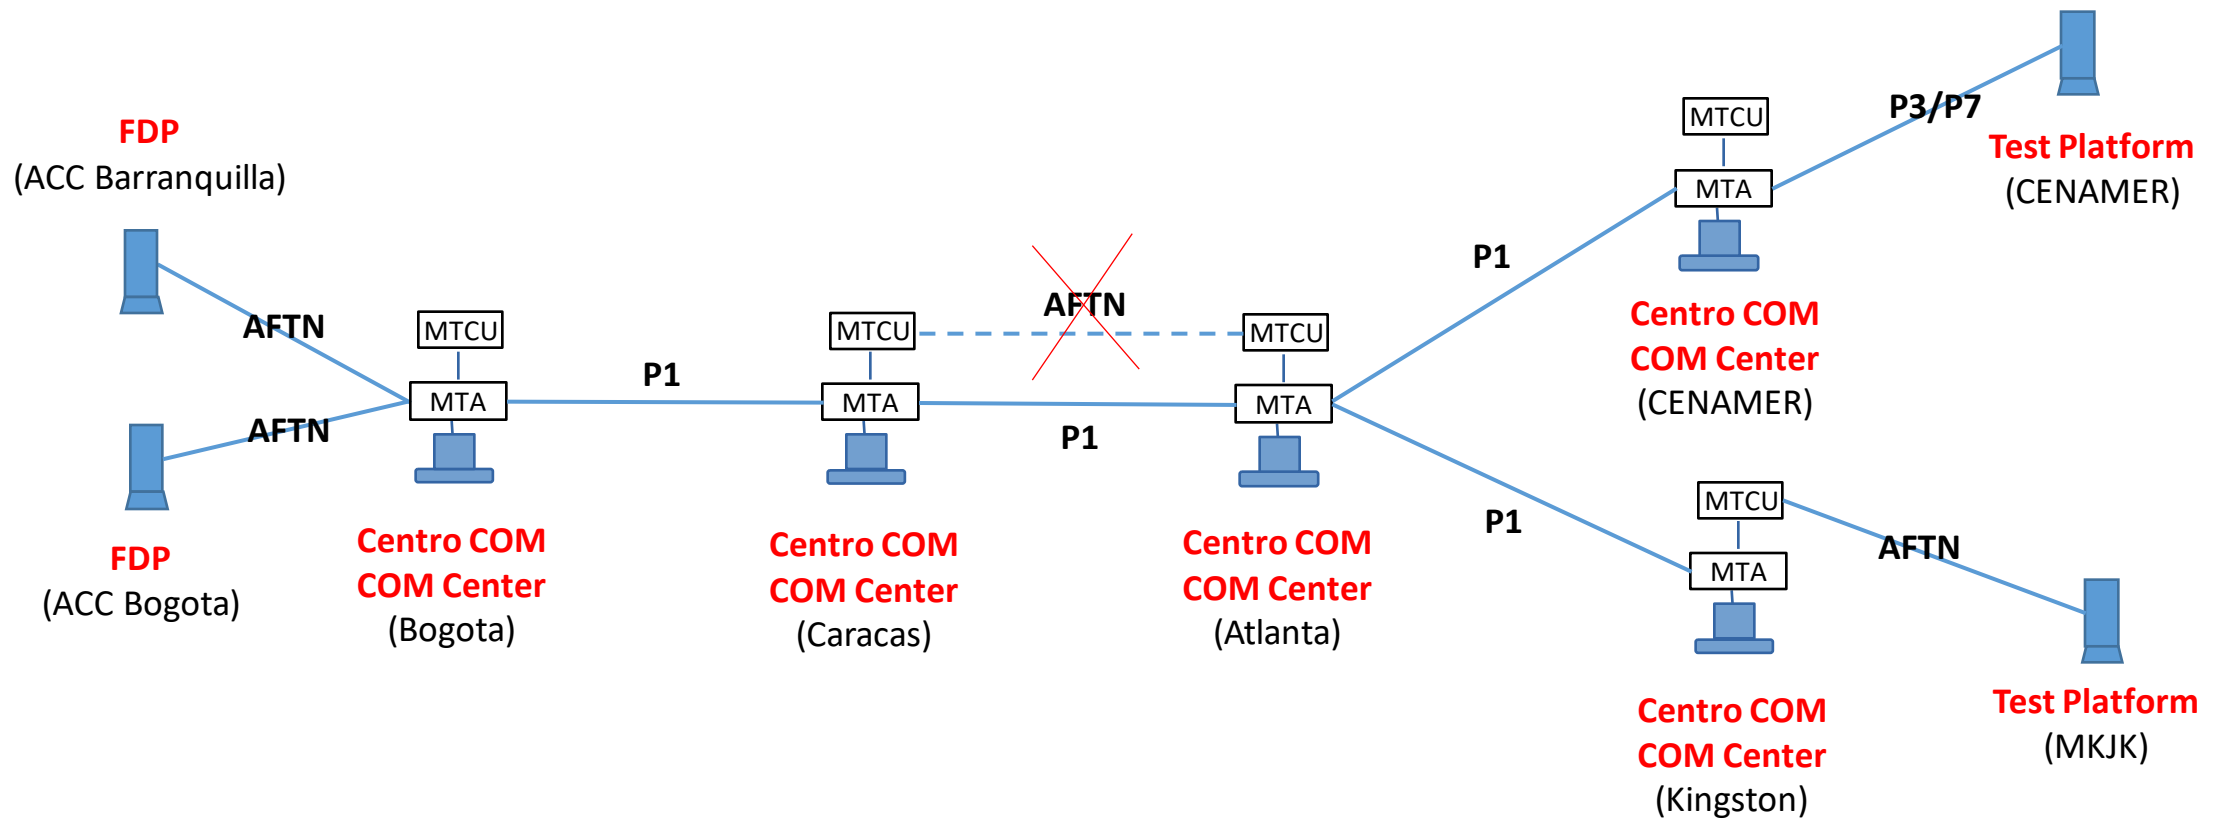 FDP
(ACC Barranquilla)
AFTN
AFTN
FDP
(ACC Bogota)
MTCU
MTA
Centro COM
COM Center
(Bogota)
P1
MTCU
MTA
Centro COM
COM Center
(Caracas)
AFTN
P1
MTCU
MTA
Centro COM
COM Center
(Atlanta)
P1
P1
MTCU
MTA
Centro COM
COM Center
(CENAMER)
P3/P7
Test Platform
(CENAMER)
MTCU
MTA
Centro COM
COM Center
(Kingston)
AFTN
Test Platform
(MKJK)